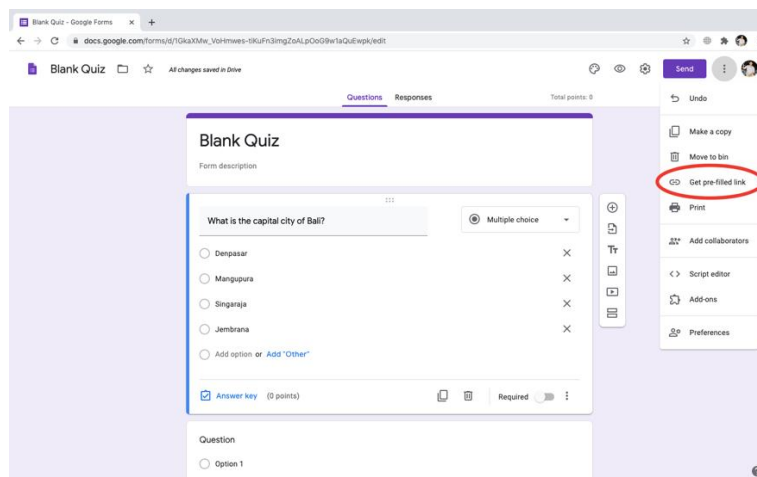 Blank Quiz - Google Forms
docs.google.com/forms/d/1GkaXMw_VoHmwes-tiKuFn3imgZoALpOoG9w1aQuEwpk/edit
Blank Quiz
All changes saved in Drive
Send
Questions Responses
Total points: 0
Undo
Make a copy
Move to bin
Get pre-filled link
Print
Add collaborators
Script editor
Add-ons
Preferences
Blank Quiz
Form description
What is the capital city of Bali?
Multiple choice
Denpasar
Mangupura
Singaraja
Jembrana
Add option or Add "Other"
Answer key (0 points)
Required
Question
Option 1
Tт